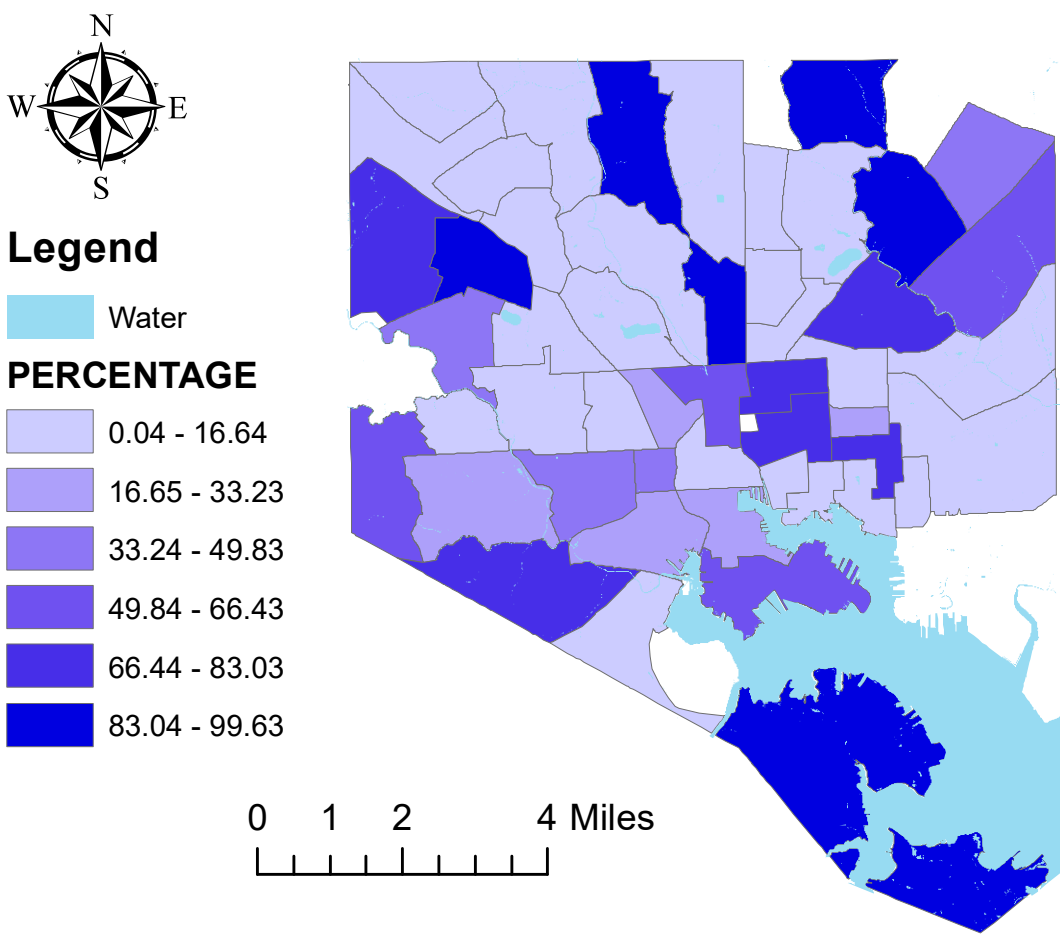 N
W E
S
Legend
Water
PERCENTAGE
0.04 - 16.64
16.65 - 33.23
33.24 - 49.83
49.84 - 66.43
66.44 - 83.03
83.04 - 99.63
0 1 2 4 Miles